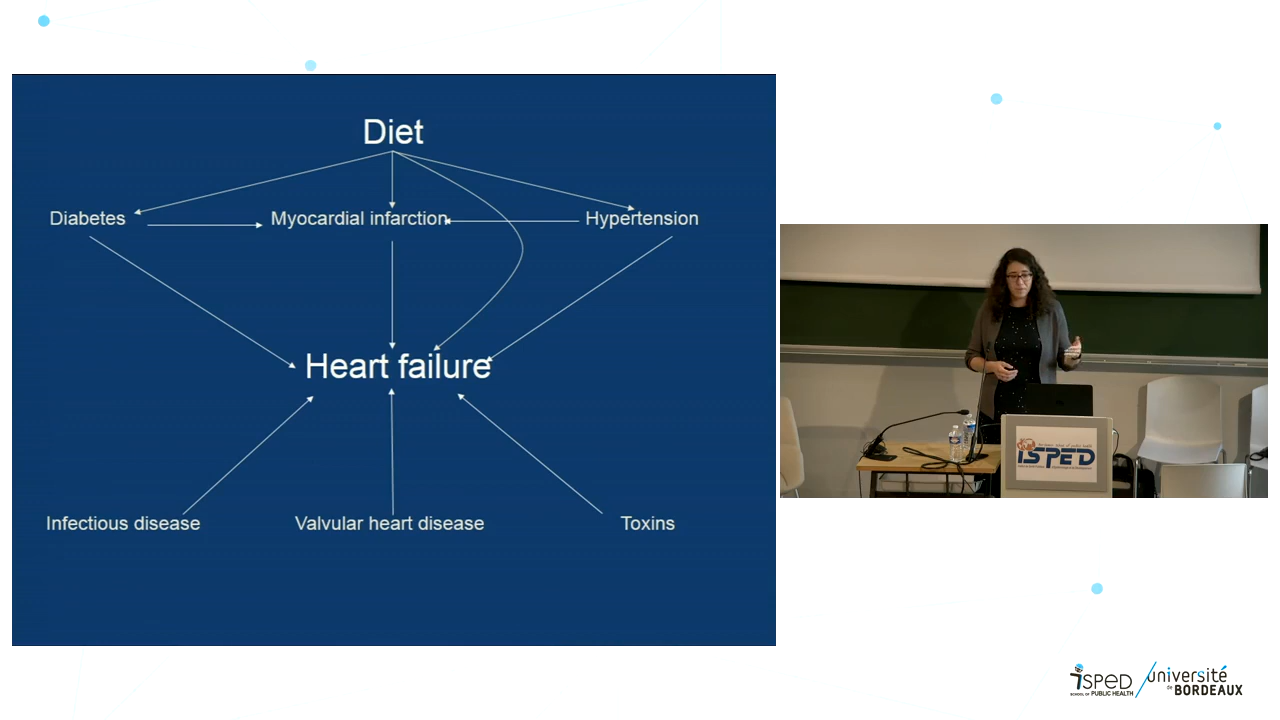 Diet
Diabetes
Myocardial infarction
Hypertension
Heart failure
Infectious disease
Valvular heart disease
Toxins
ISPED
ISPED
SCHOOL OF PUBLIC HEALTH
université
de BORDEAUX